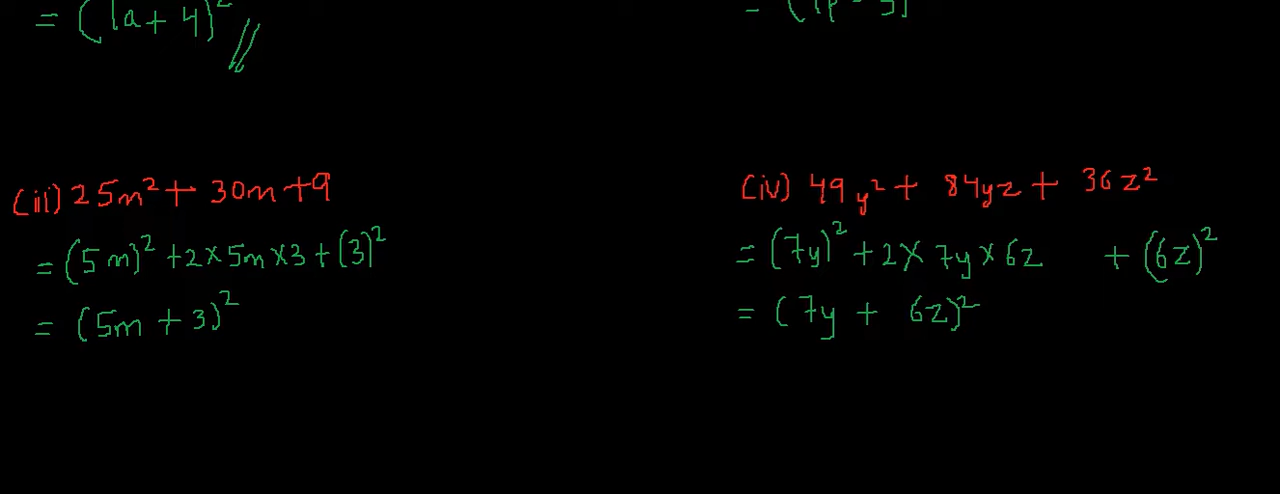 = (1a + 4)²
(iii) 25m² + 30m + 9
= (5m)² + 2 × 5m × 3 + (3)²
= (5m + 3)²
(iv) 49y² + 84yz + 36z²
= (7y)² + 2 × 7y × 6z + (6z)²
= (7y + 6z)²